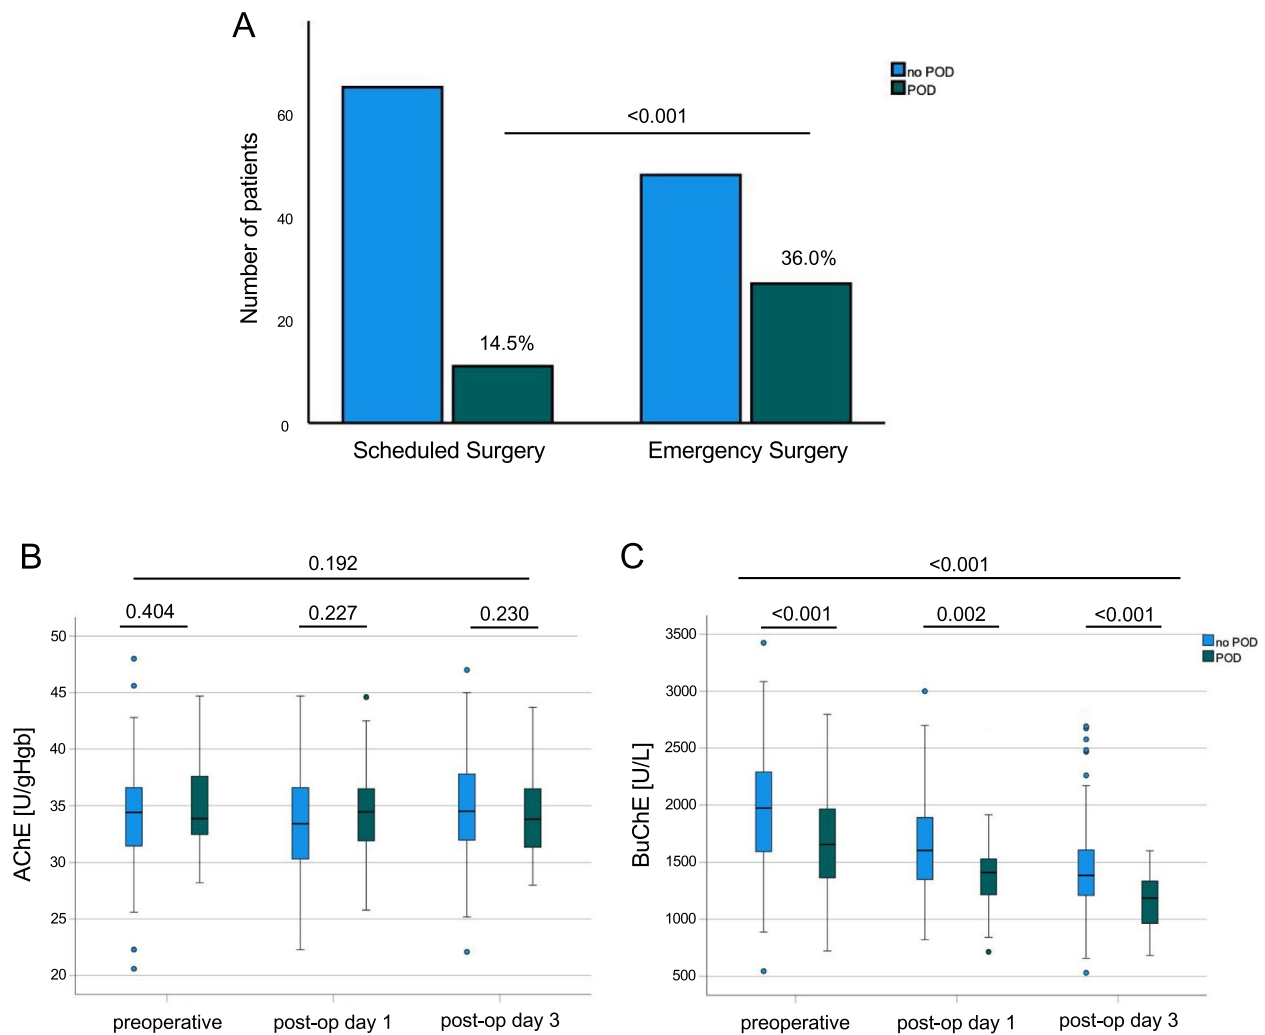 A
no POD
POD
<0.001
60
40
36.0%
20
14.5%
0
Number of patients
Scheduled Surgery
Emergency Surgery
B
0.192
0.404
0.227
0.230
50
45
40
35
30
25
20
AChE [U/gHgb]
preoperative
post-op day 1
post-op day 3
C
<0.001
<0.001
0.002
<0.001
no POD
POD
3500
3000
2500
2000
1500
1000
500
BuChE [U/L]
preoperative
post-op day 1
post-op day 3